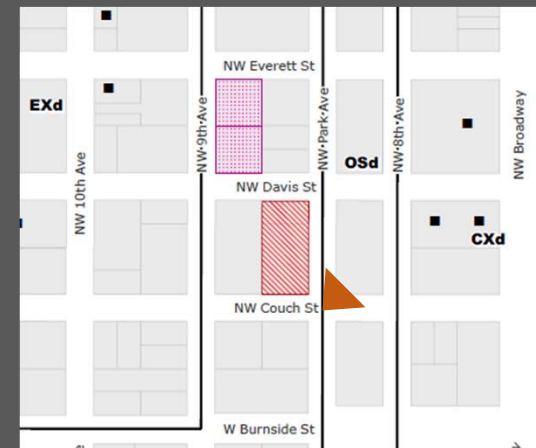 NW Everett St
EXd
NW 9th Ave
NW Park Ave
NW 8th Ave
NW Broadway
OSd
NW 10th Ave
NW Davis St
CXd
NW Couch St
W Burnside St